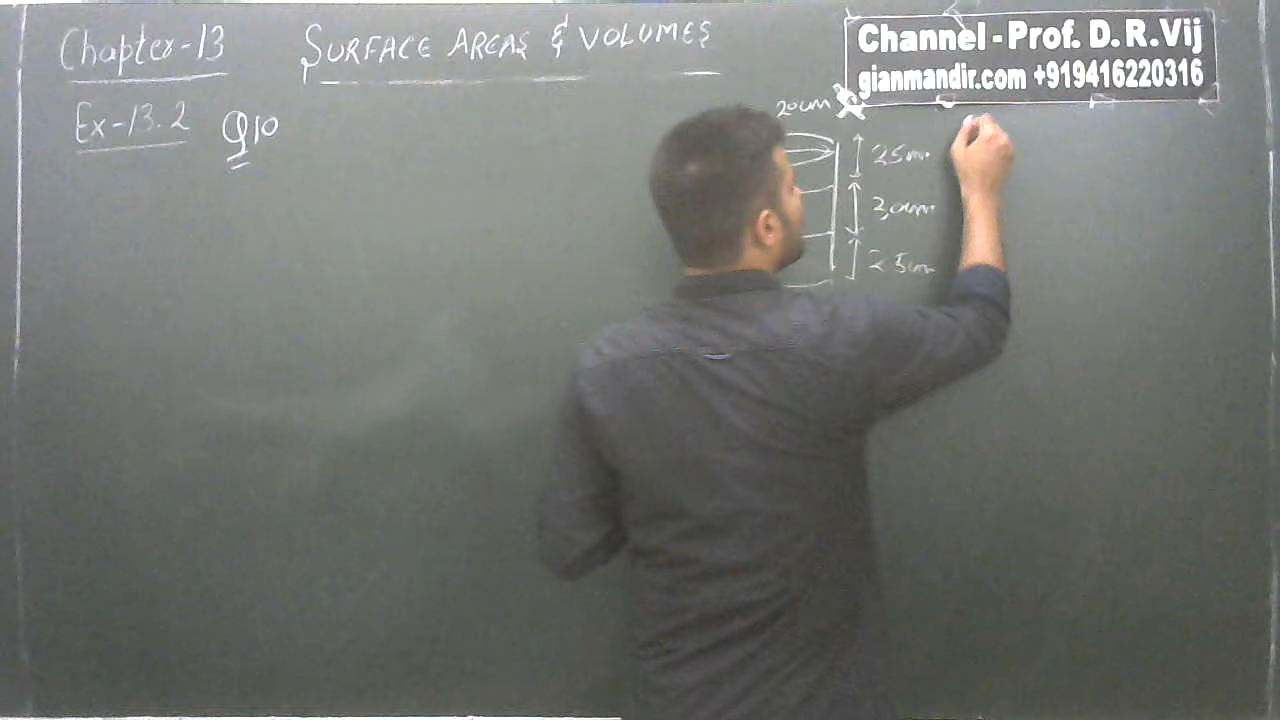 Chapter-13 SURFACE AREAS & VOLUMES
Channel - Prof. D. R. Vij
gianmandir.com +919416220316
Ex-13.2 Q10
20cm
25cm
30cm
25cm